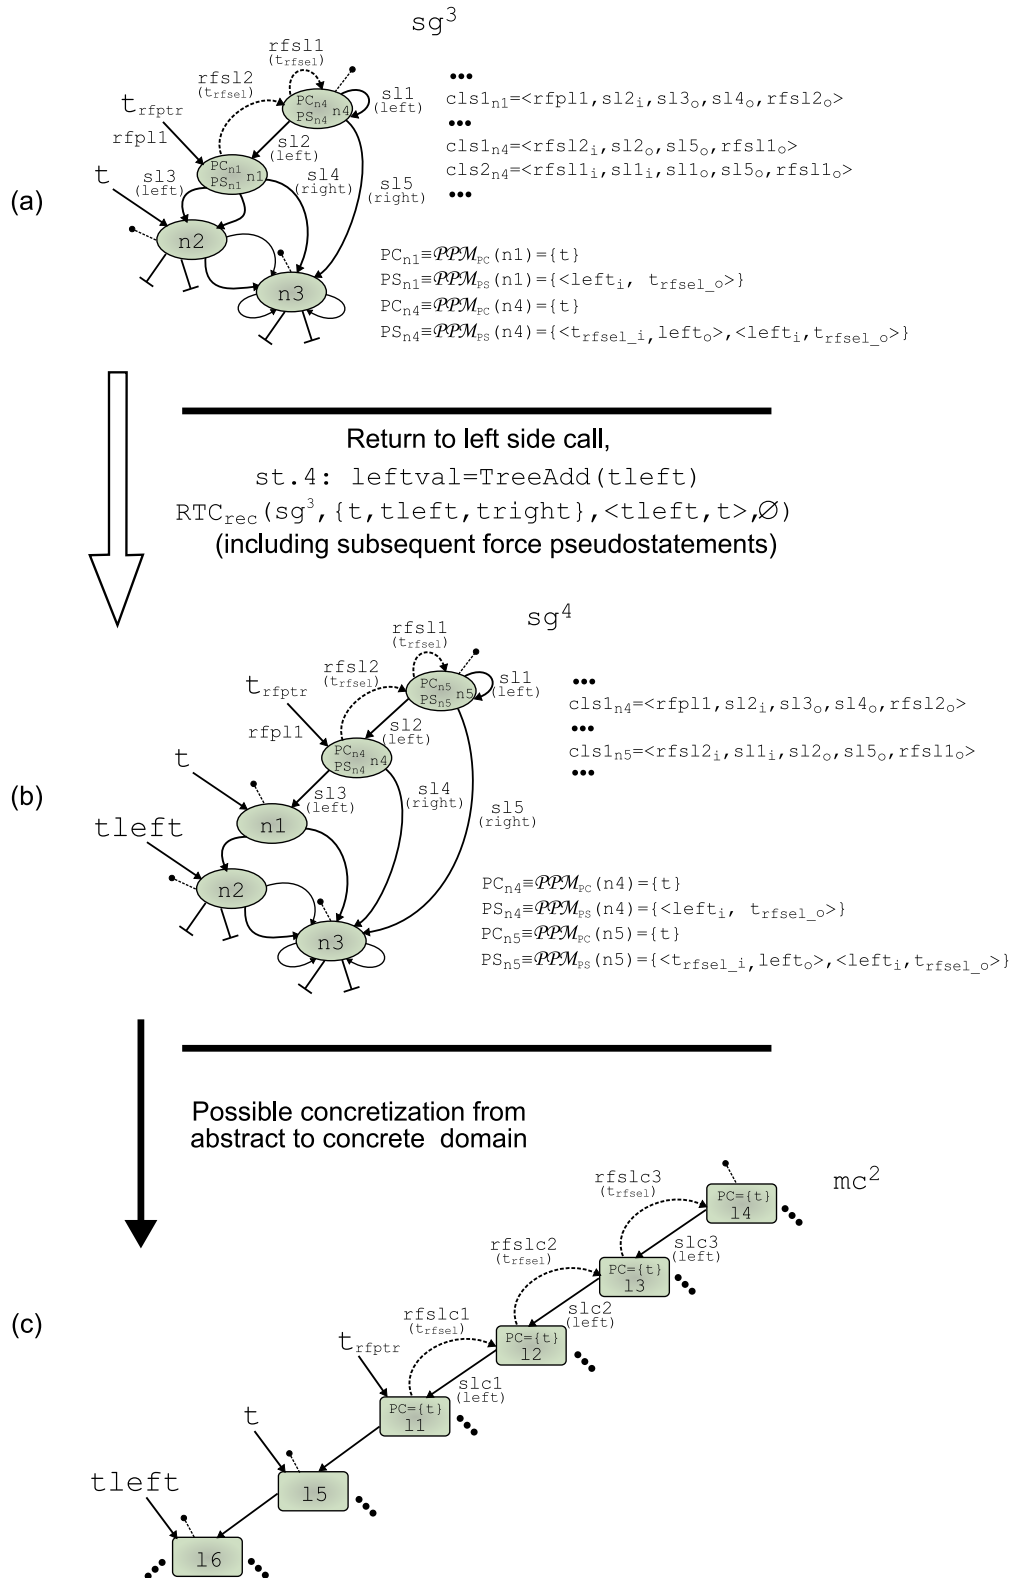 sg3
(a)
rfsl1
(trfsel)
rfsl2
(trfsel)
trfptr
rfpl1
PCn4
PSn4 n4
sl1
(left)
sl2
(left)
PCn1
PSn1 n1
sl3
(left)
sl4
(right)
sl5
(right)
t
n2
n3
•••
cls1n1=<rfpl1,sl2i,sl3o,sl4o,rfsl2o>
•••
cls1n4=<rfsl2i,sl2o,sl5o,rfsl1o>
cls2n4=<rfsl1i,sl1i,sl1o,sl5o,rfsl1o>
•••
PCn1≡PPMPC(n1)={t}
PSn1≡PPMPS(n1)={<lefti, trfsel_o>}
PCn4≡PPMPC(n4)={t}
PSn4≡PPMPS(n4)={<trfsel_i,lefto>,<lefti,trfsel_o>}
Return to left side call,
st.4: leftval=TreeAdd(tleft)
RTCrec(sg3,{t,tleft,tright},<tleft,t>,∅)
(including subsequent force pseudostatements)
sg4
(b)
rfsl1
(trfsel)
rfsl2
(trfsel)
trfptr
rfpl1
PCn5
PSn5 n5
sl1
(left)
sl2
(left)
PCn4
PSn4 n4
sl3
(left)
sl4
(right)
sl5
(right)
t
n1
tleft
n2
n3
•••
cls1n4=<rfpl1,sl2i,sl3o,sl4o,rfsl2o>
•••
cls1n5=<rfsl2i,sl1i,sl2o,sl5o,rfsl1o>
•••
PCn4≡PPMPC(n4)={t}
PSn4≡PPMPS(n4)={<lefti, trfsel_o>}
PCn5≡PPMPC(n5)={t}
PSn5≡PPMPS(n5)={<trfsel_i,lefto>,<lefti,trfsel_o>}
Possible concretization from
abstract to concrete domain
mc2
(c)
rfslc3
(trfsel)
PC={t}
l4
slc3
(left)
rfslc2
(trfsel)
PC={t}
l3
slc2
(left)
rfslc1
(trfsel)
PC={t}
l2
slc1
(left)
trfptr
PC={t}
l1
t
l5
tleft
l6